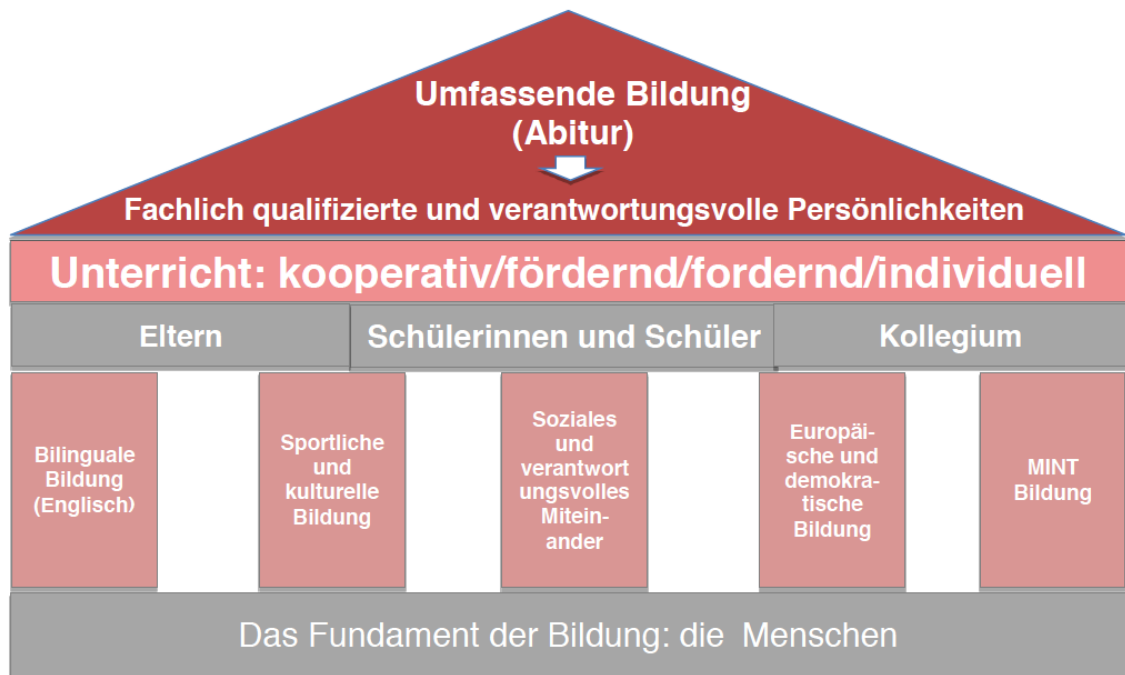 Umfassende Bildung
(Abitur)
Fachlich qualifizierte und verantwortungsvolle Persönlichkeiten
Unterricht: kooperativ/fördernd/fordernd/individuell
Eltern
Schülerinnen und Schüler
Kollegium
Bilinguale
Bildung
(Englisch)
Sportliche
und
kulturelle
Bildung
Soziales
und
verantwort
ungsvolles
Mitein-
ander
Europäi-
sche und
demokra-
tische
Bildung
MINT
Bildung
Das Fundament der Bildung: die Menschen